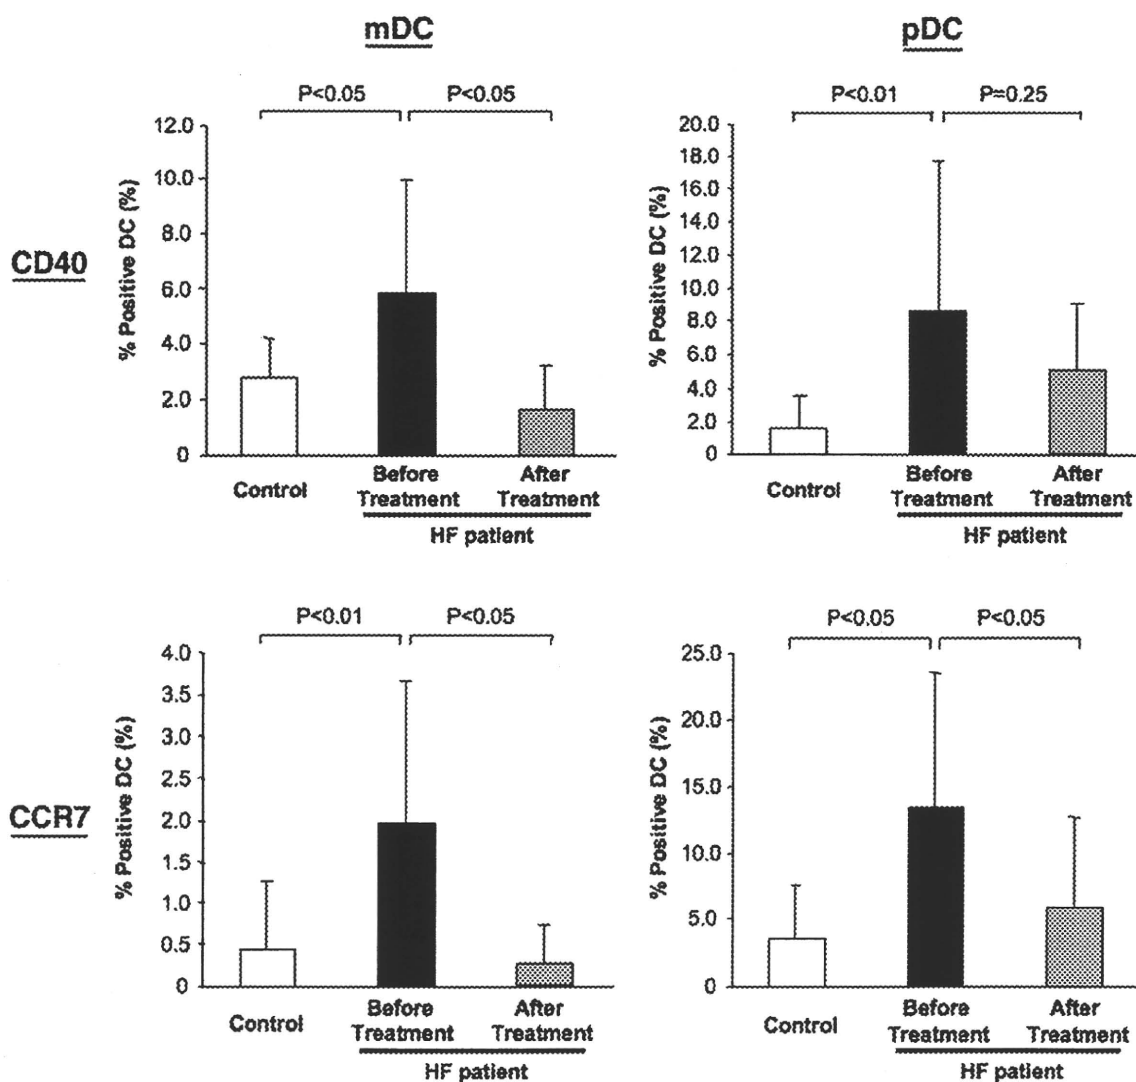 mDC
pDC
CD40
P<0.05
P<0.05
% Positive DC (%)
12.0
10.0
8.0
6.0
4.0
2.0
0
Control
Before
Treatment
After
Treatment
HF patient
P<0.01
P=0.25
% Positive DC (%)
20.0
18.0
16.0
14.0
12.0
10.0
8.0
6.0
4.0
2.0
0
Control
Before
Treatment
After
Treatment
HF patient
CCR7
P<0.01
P<0.05
% Positive DC (%)
4.0
3.5
3.0
2.5
2.0
1.5
1.0
0.5
0
Control
Before
Treatment
After
Treatment
HF patient
P<0.05
P<0.05
% Positive DC (%)
25.0
20.0
15.0
10.0
5.0
0
Control
Before
Treatment
After
Treatment
HF patient